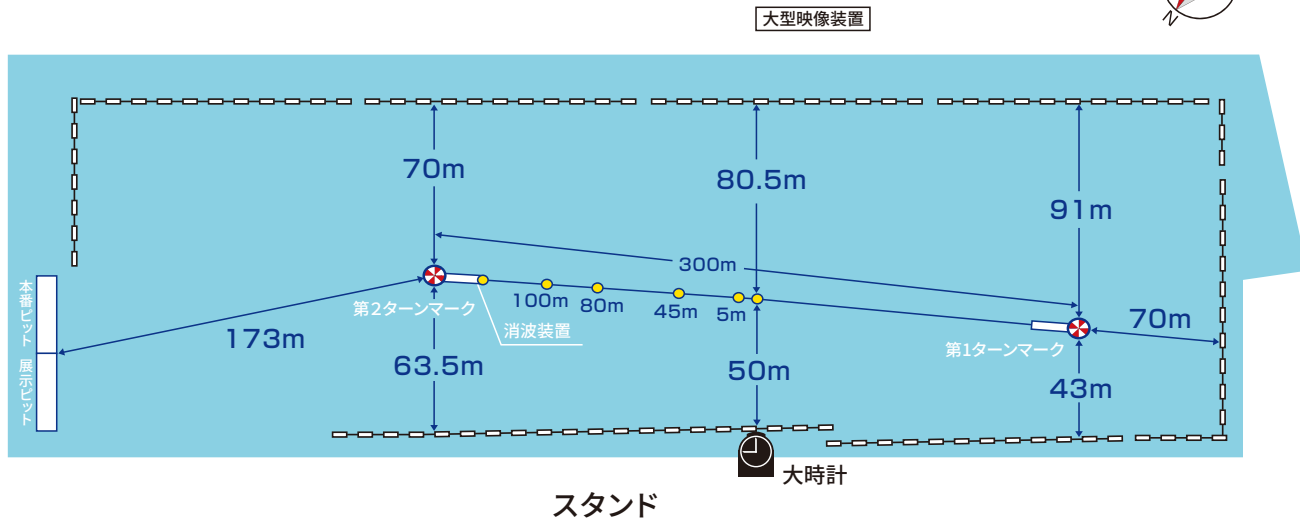 大型映像装置
N
70m
80.5m
91m
300m
本番ピット
展示ピット
第2ターンマーク
100m
80m
45m
5m
消波装置
173m
63.5m
50m
第1ターンマーク
70m
43m
大時計
スタンド